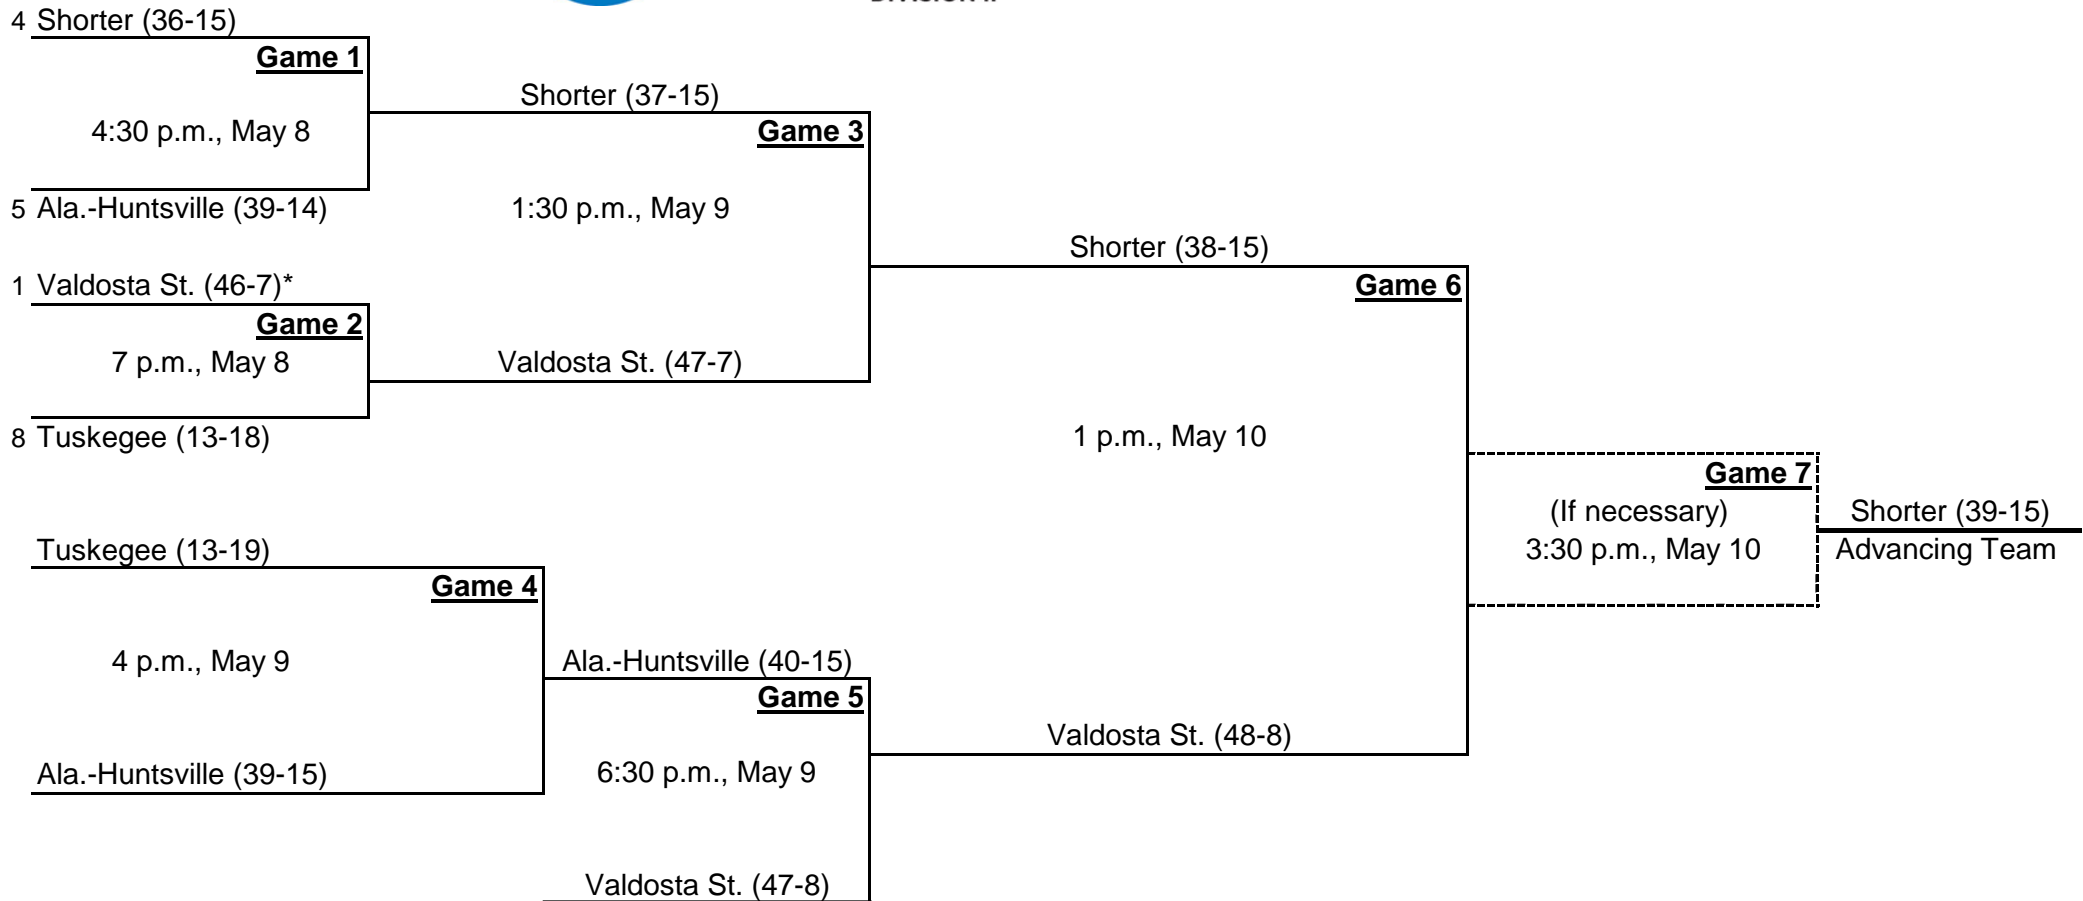 4 Shorter (36-15)
Game 1
Shorter (37-15)
4:30 p.m., May 8
Game 3
5 Ala.-Huntsville (39-14)
1:30 p.m., May 9
Shorter (38-15)
1 Valdosta St. (46-7)*
Game 6
Game 2
7 p.m., May 8
Valdosta St. (47-7)
8 Tuskegee (13-18)
1 p.m., May 10
Game 7
(If necessary)
Shorter (39-15)
3:30 p.m., May 10
Advancing Team
Tuskegee (13-19)
Game 4
4 p.m., May 9
Ala.-Huntsville (40-15)
Game 5
Valdosta St. (48-8)
Ala.-Huntsville (39-15)
6:30 p.m., May 9
Valdosta St. (47-8)